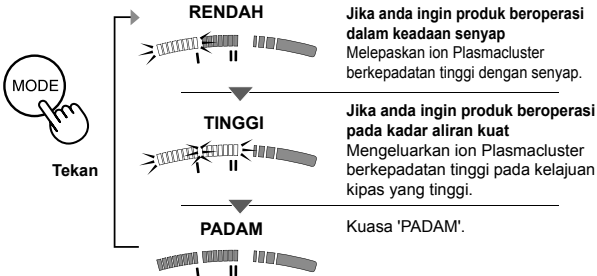 MODE
Tekan
RENDAH
I II
Jika anda ingin produk beroperasi
dalam keadaan senyap
Melepaskan ion Plasmacluster
berkepadatan tinggi dengan senyap.
TINGGI
I II
Jika anda ingin produk beroperasi
pada kadar aliran kuat
Mengeluarkan ion Plasmacluster
berkepadatan tinggi pada kelajuan
kipas yang tinggi.
PADAM
I II
Kuasa 'PADAM'.